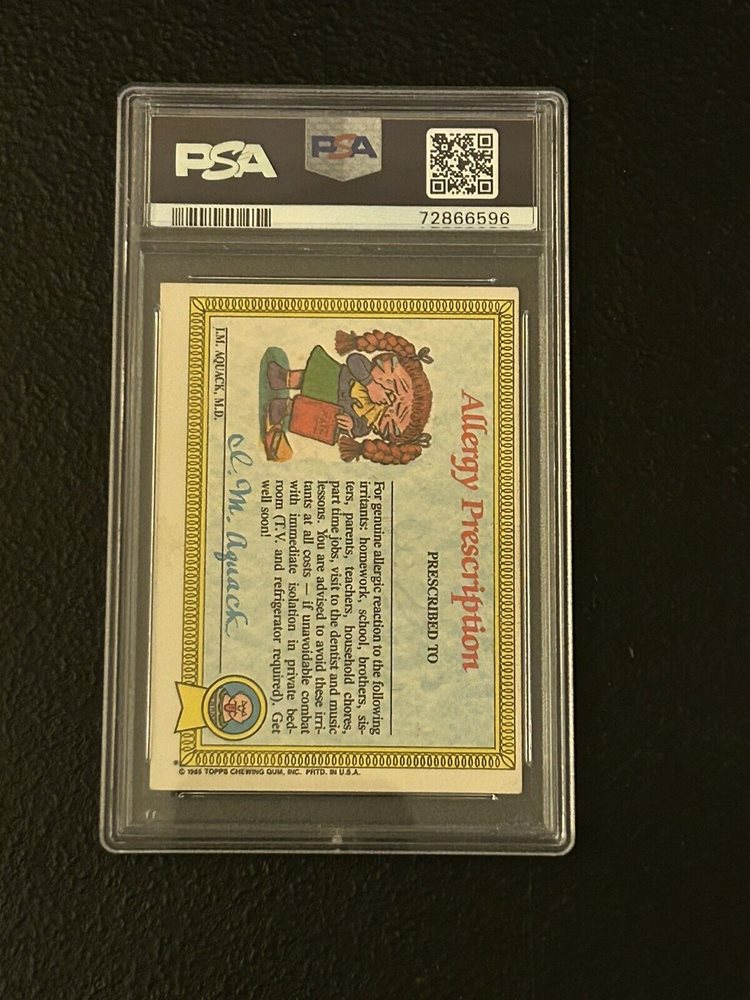 PSA
PSA
72866596
Allergy Prescription
PRESCRIBED TO
For genuine allergic reaction to the following
irritants: homework, school, brothers, sis-
ters, parents, teachers, household chores,
part time jobs, visit to the dentist and music
lessons. You are advised to avoid these irri-
tants at all costs — if unavoidable combat
with immediate isolation in private bed-
room (T.V. and refrigerator required). Get
well soon!
I. M. Aquack
I.M. AQUACK, M.D.
© 1985 TOPPS CHEWING GUM, INC. PRTD. IN U.S.A.